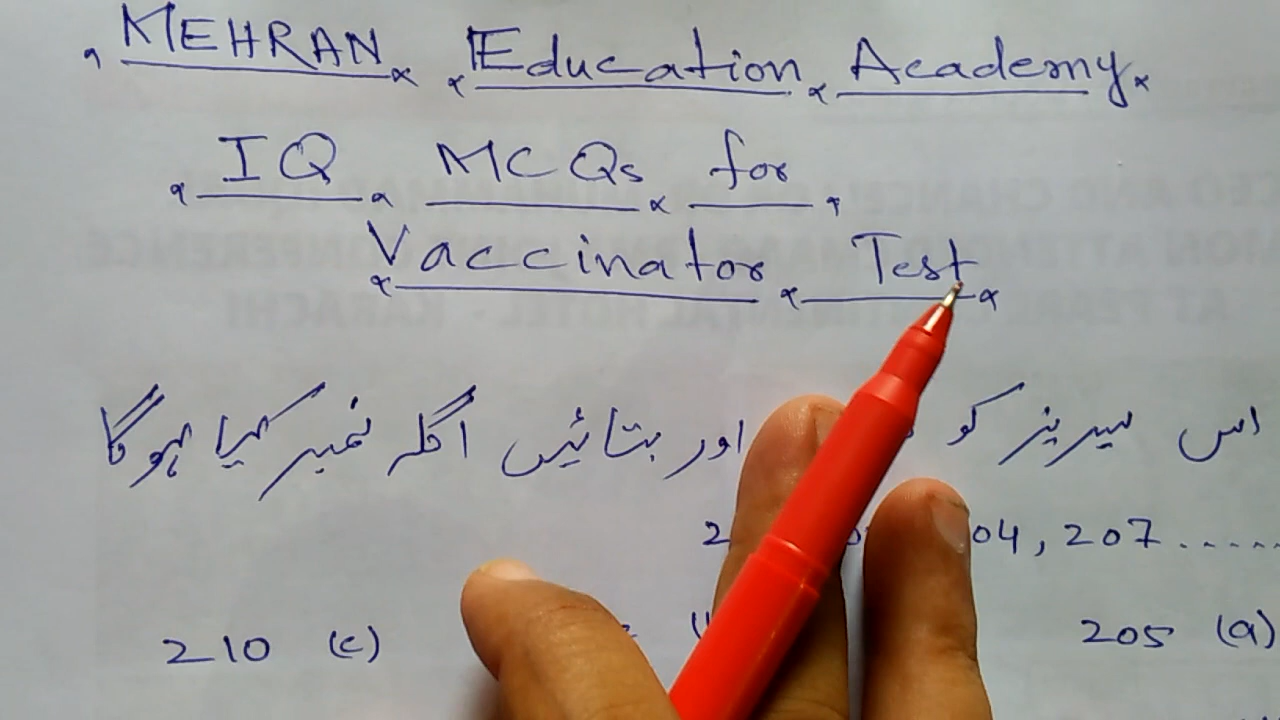 MEHRAN Education Academy
IQ MCQs for
Vaccinator Test
اس سیریز کو اور بتائیں اگلہ نمبر کیا ہوگا
04, 207......
205 (a)
210 (c)